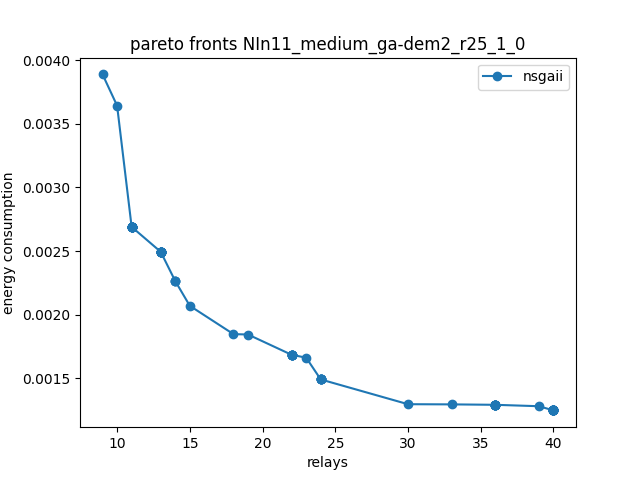 pareto fronts NIn11_medium_ga-dem2_r25_1_0
nsgaii
energy consumption
0.0040
0.0035
0.0030
0.0025
0.0020
0.0015
10 15 20 25 30 35 40
relays